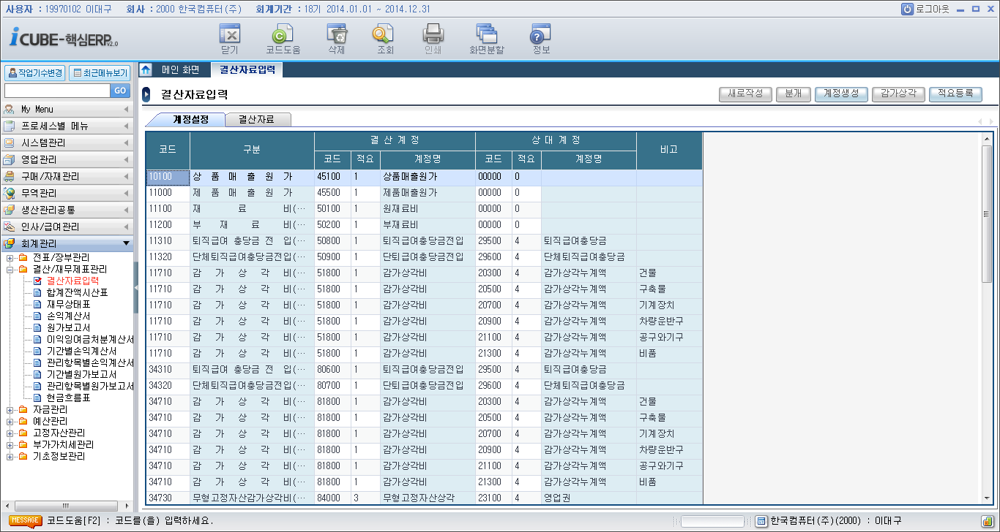 사용자 : 19970102 이대구 회사 : 2000 한국컴퓨터(주) 회계기간 : 18기 2014.01.01 ~ 2014.12.31 로그아웃
iCUBE-핵심ERP v2.0
닫기 코드도움 삭제 조회 인쇄 화면분할 정보
작업기수변경 최근메뉴보기
GO
My Menu
프로세스별 메뉴
시스템관리
영업관리
구매/자재관리
무역관리
생산관리공통
인사/급여관리
회계관리
전표/장부관리
결산/재무제표관리
결산자료입력
합계잔액시산표
재무상태표
손익계산서
원가보고서
이익잉여금처분계산서
기간별손익계산서
관리항목별손익계산서
기간별원가보고서
관리항목별원가보고서
현금흐름표
자금관리
예산관리
고정자산관리
부가가치세관리
기초정보관리
메인 화면 결산자료입력
결산자료입력 새로작성 분개 계정생성 감가상각 적요등록
계정설정 결산자료
코드 구분 결 산 계 정 상 대 계 정 비고
코드 적요 계정명 코드 적요 계정명
10100 상 품 매 출 원 가 45100 1 상품매출원가 00000 0
11000 제 품 매 출 원 가 45500 1 제품매출원가 00000 0
11100 재 료 비(… 50100 1 원재료비 00000 0
11200 부 재 료 비(… 50200 1 부재료비 00000 0
11310 퇴직급여 충당금 전 입(… 50800 1 퇴직급여충당금전입 29500 4 퇴직급여충당금
11320 단체퇴직급여충당금전입(… 50900 1 단퇴급여충당금전입 29600 4 단체퇴직급여충당금
11710 감 가 상 각 비(… 51800 1 감가상각비 20300 4 감가상각누계액 건물
11710 감 가 상 각 비(… 51800 1 감가상각비 20500 4 감가상각누계액 구축물
11710 감 가 상 각 비(… 51800 1 감가상각비 20700 4 감가상각누계액 기계장치
11710 감 가 상 각 비(… 51800 1 감가상각비 20900 4 감가상각누계액 차량운반구
11710 감 가 상 각 비(… 51800 1 감가상각비 21100 4 감가상각누계액 공구와기구
11710 감 가 상 각 비(… 51800 1 감가상각비 21300 4 감가상각누계액 비품
34310 퇴직급여 충당금 전 입(… 80600 1 퇴직급여충당금전입 29500 4 퇴직급여충당금
34320 단체퇴직급여충당금전입(… 80700 1 단퇴급여충당금전입 29600 4 단체퇴직급여충당금
34710 감 가 상 각 비(… 81800 1 감가상각비 20300 4 감가상각누계액 건물
34710 감 가 상 각 비(… 81800 1 감가상각비 20500 4 감가상각누계액 구축물
34710 감 가 상 각 비(… 81800 1 감가상각비 20700 4 감가상각누계액 기계장치
34710 감 가 상 각 비(… 81800 1 감가상각비 20900 4 감가상각누계액 차량운반구
34710 감 가 상 각 비(… 81800 1 감가상각비 21100 4 감가상각누계액 공구와기구
34710 감 가 상 각 비(… 81800 1 감가상각비 21300 4 감가상각누계액 비품
34730 무형고정자산감가상각비(… 84000 3 무형고정자산상각 23100 4 영업권
MESSAGE 코드도움[F2] : 코드를(을) 입력하세요. 한국컴퓨터(주)(2000) : 이대구